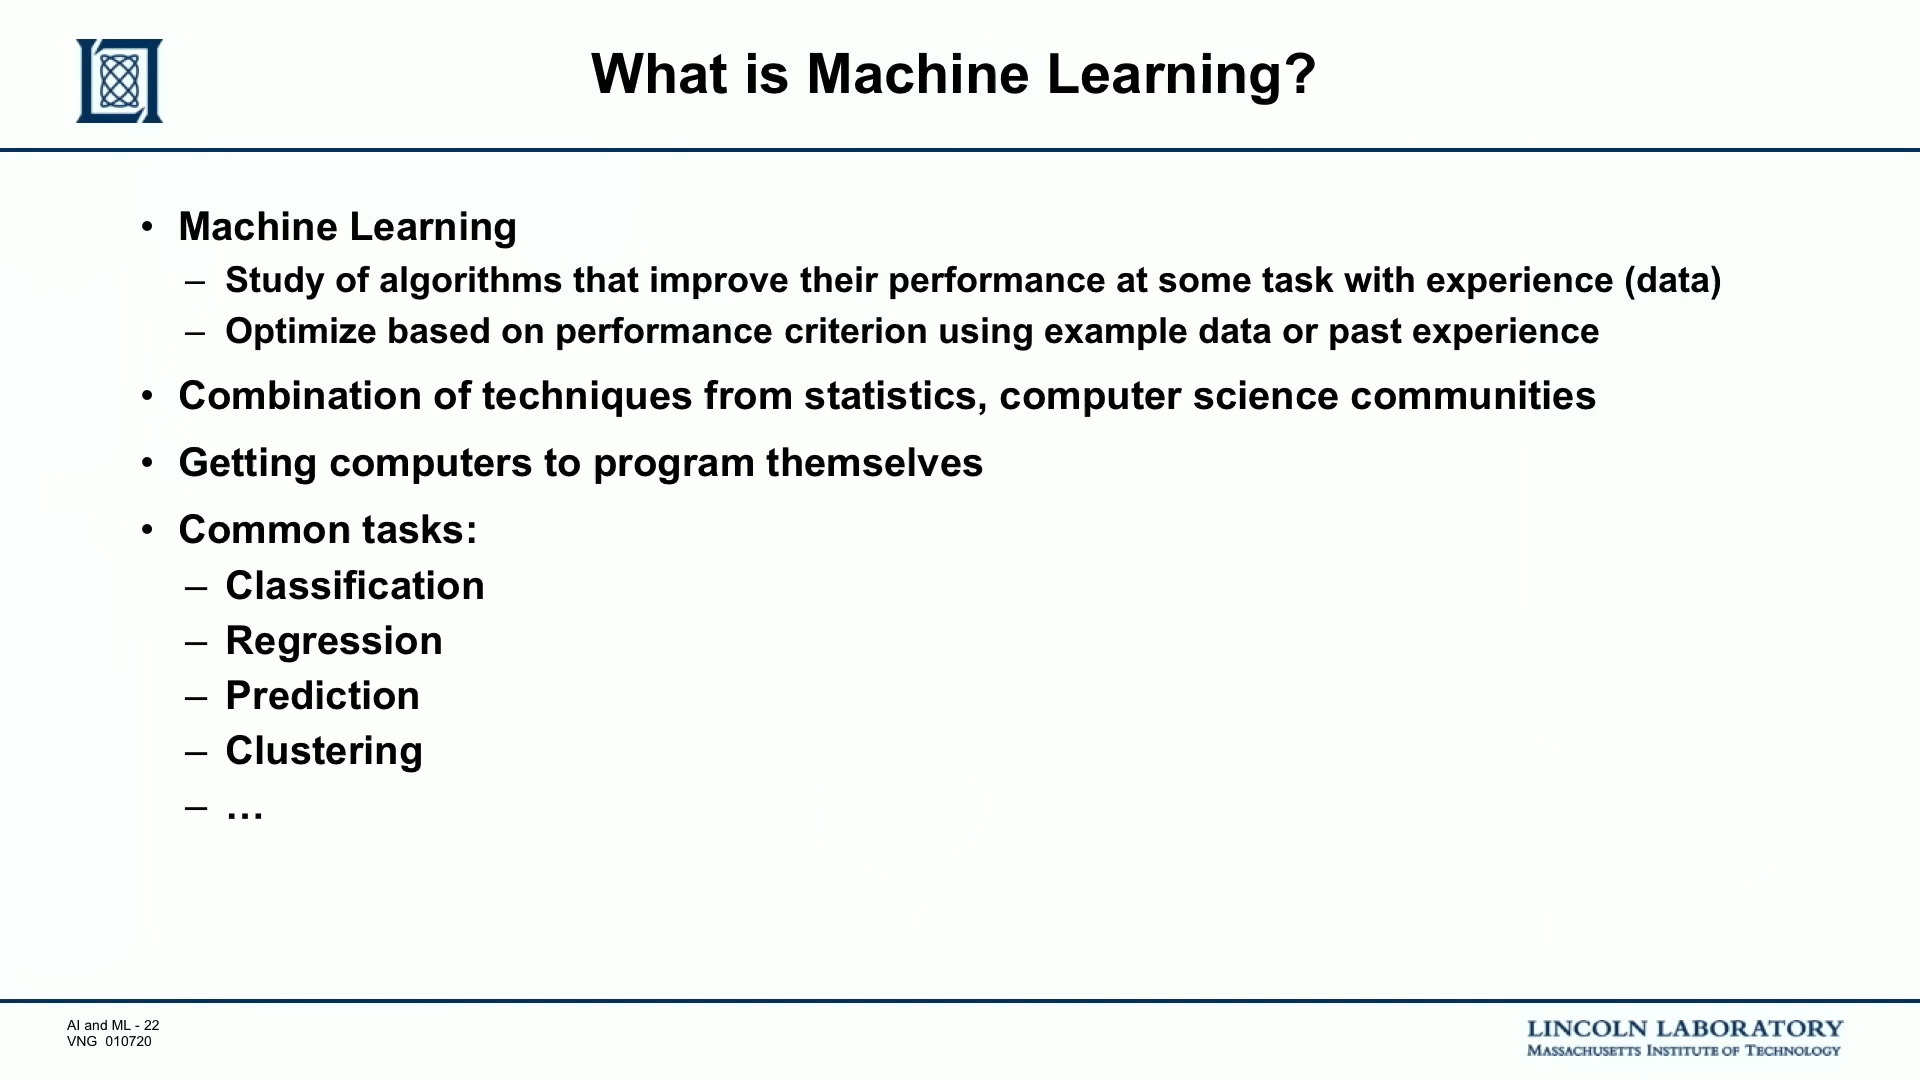 What is Machine Learning?
• Machine Learning
– Study of algorithms that improve their performance at some task with experience (data)
– Optimize based on performance criterion using example data or past experience
• Combination of techniques from statistics, computer science communities
• Getting computers to program themselves
• Common tasks:
– Classification
– Regression
– Prediction
– Clustering
– …
AI and ML - 22
VNG 010720
LINCOLN LABORATORY
MASSACHUSETTS INSTITUTE OF TECHNOLOGY